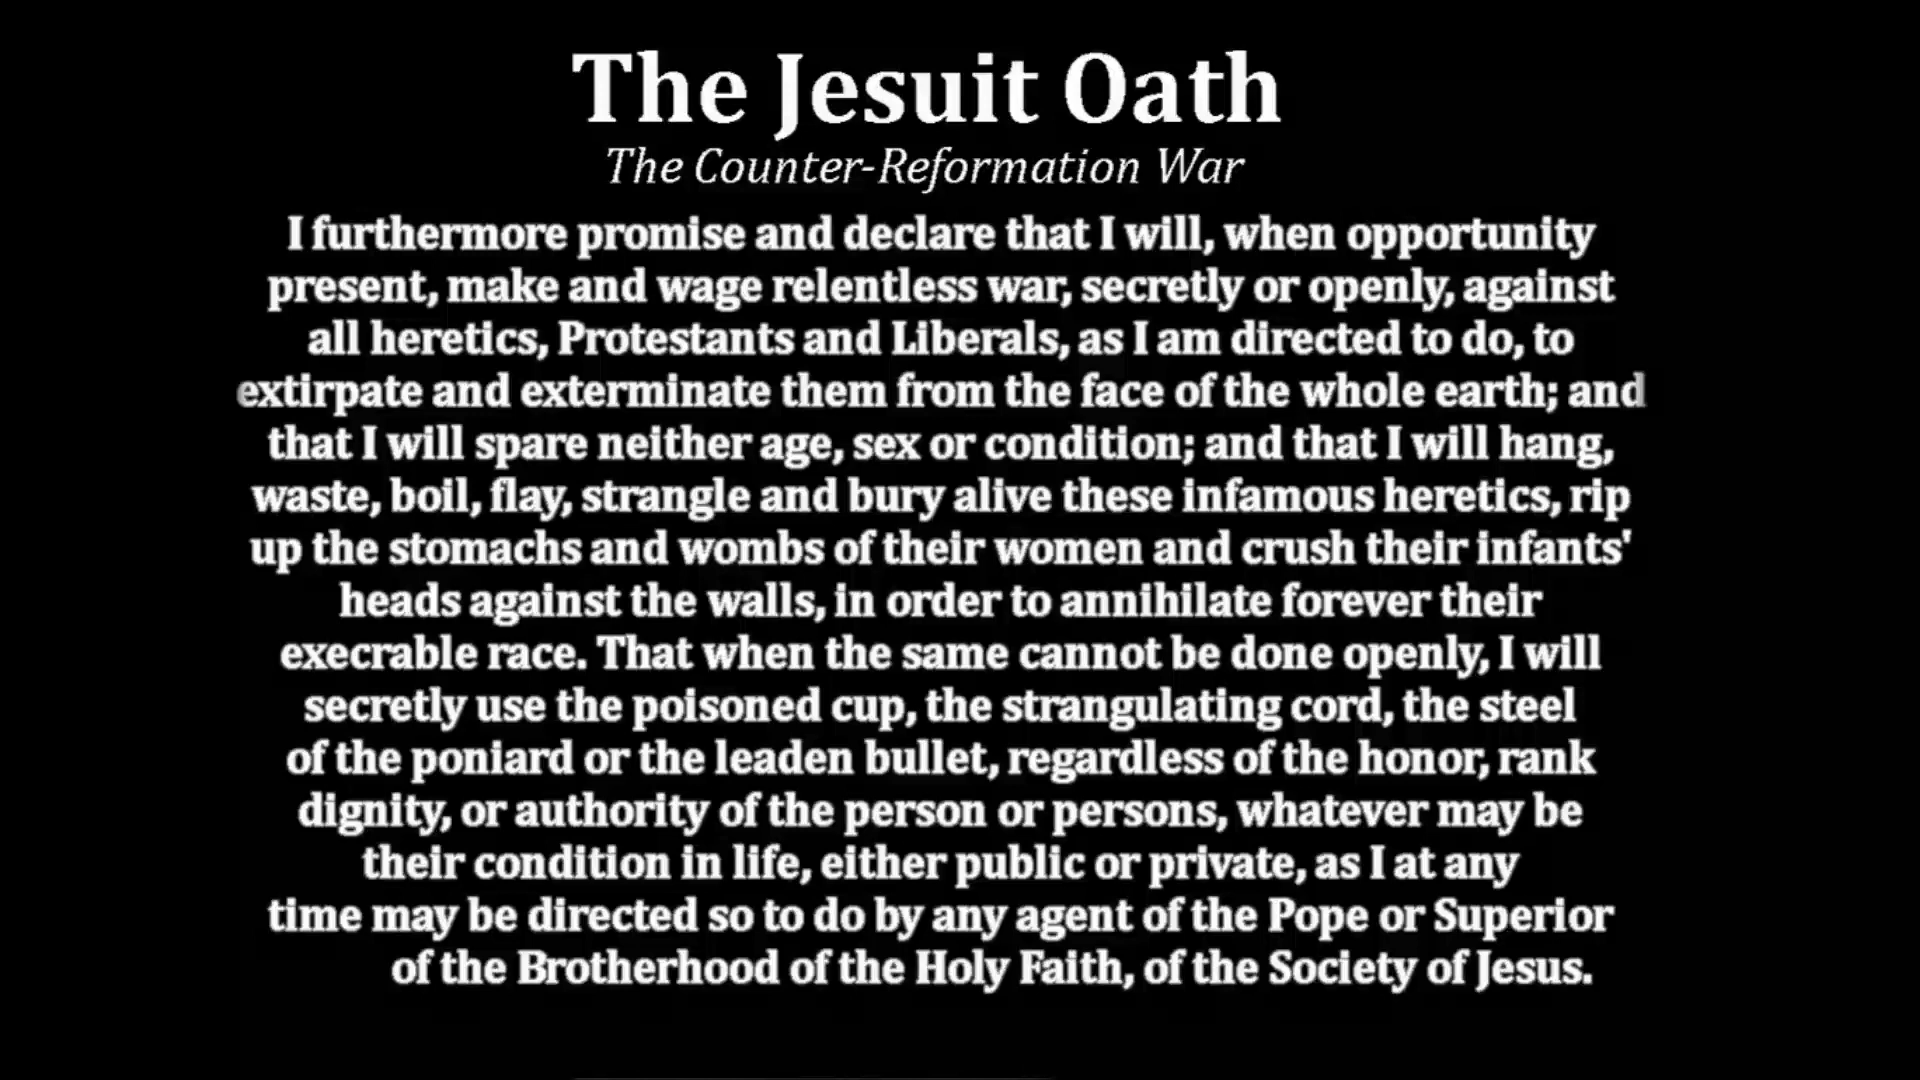 The Jesuit Oath
The Counter-Reformation War
I furthermore promise and declare that I will, when opportunity
present, make and wage relentless war, secretly or openly, against
all heretics, Protestants and Liberals, as I am directed to do, to
extirpate and exterminate them from the face of the whole earth; and
that I will spare neither age, sex or condition; and that I will hang,
waste, boil, flay, strangle and bury alive these infamous heretics, rip
up the stomachs and wombs of their women and crush their infants'
heads against the walls, in order to annihilate forever their
execrable race. That when the same cannot be done openly, I will
secretly use the poisoned cup, the strangulating cord, the steel
of the poniard or the leaden bullet, regardless of the honor, rank
dignity, or authority of the person or persons, whatever may be
their condition in life, either public or private, as I at any
time may be directed so to do by any agent of the Pope or Superior
of the Brotherhood of the Holy Faith, of the Society of Jesus.